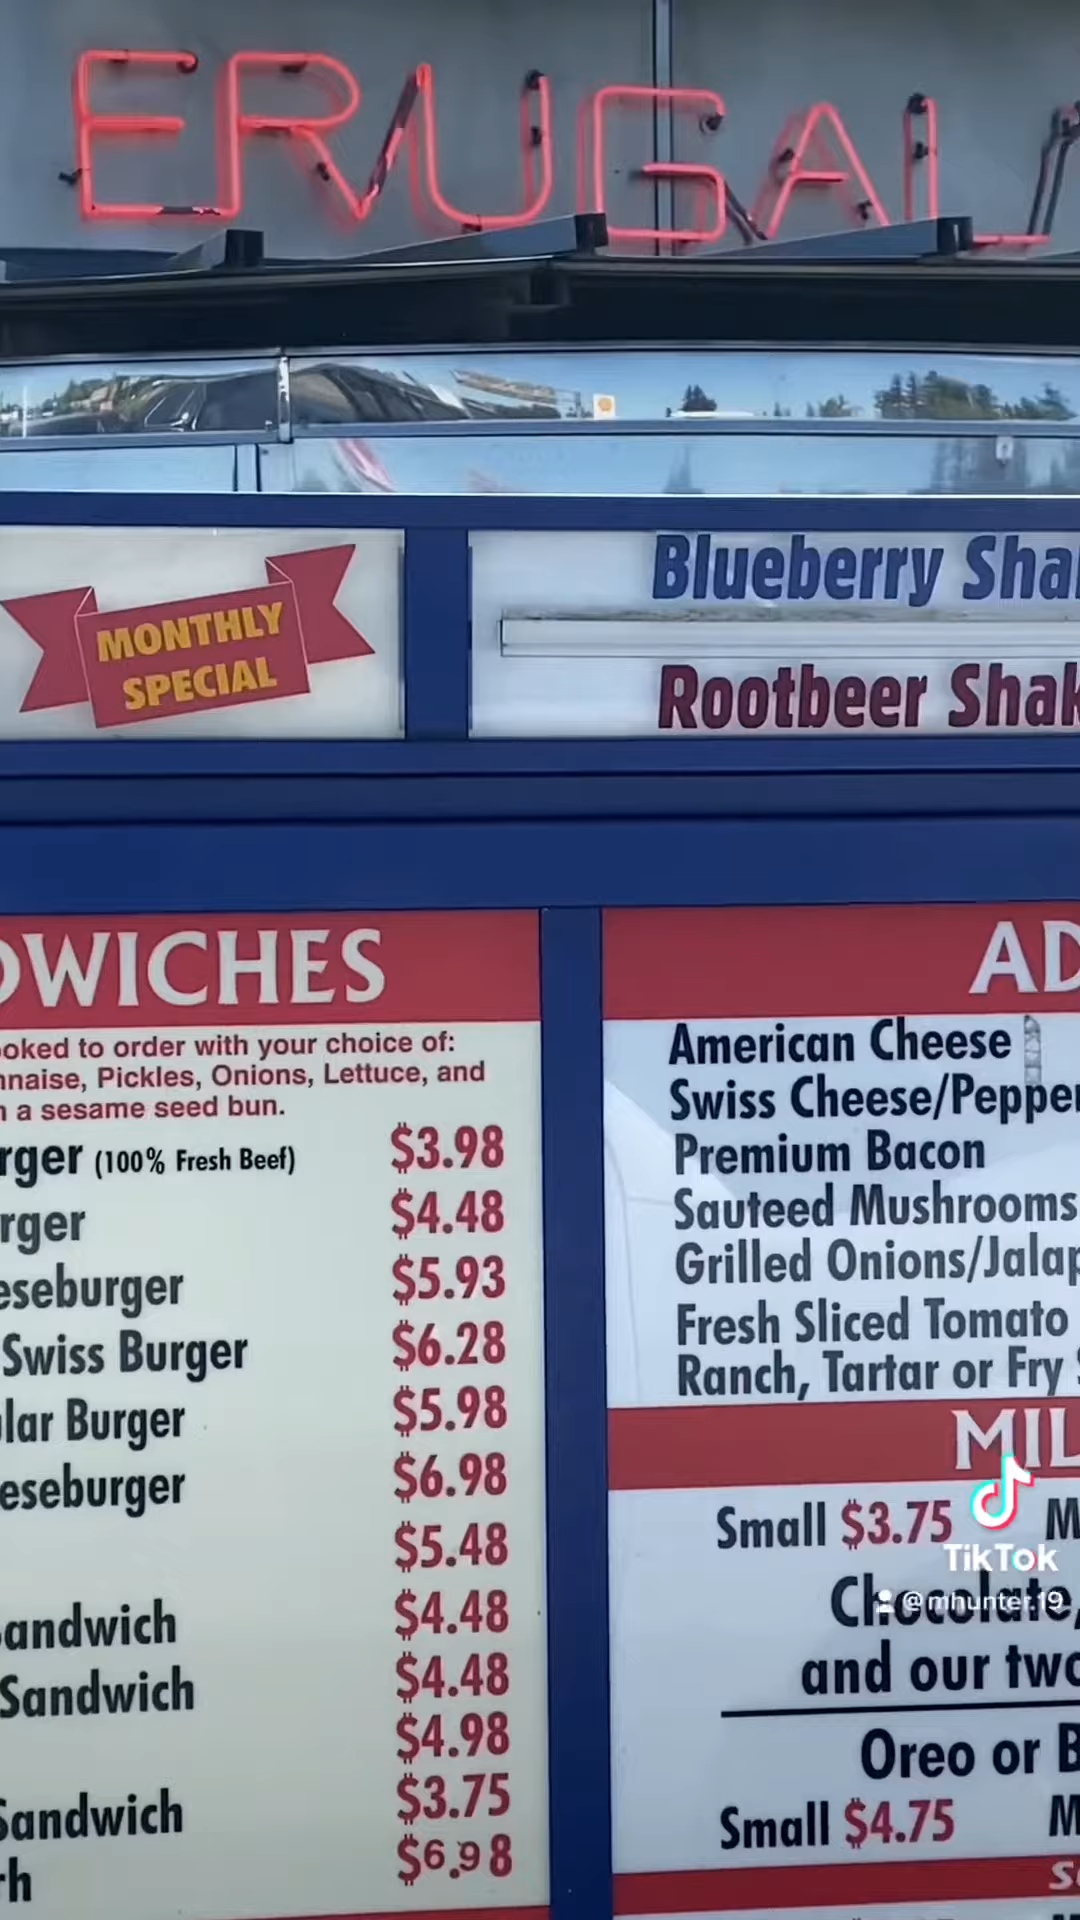 FRUGAL
MONTHLY
SPECIAL
Blueberry Sha
Rootbeer Shak
DWICHES
ooked to order with your choice of:
nnaise, Pickles, Onions, Lettuce, and
n a sesame seed bun.
rger (100% Fresh Beef) $3.98
rger $4.48
eseburger $5.93
Swiss Burger $6.28
lar Burger $5.98
eseburger $6.98
$5.48
andwich $4.48
Sandwich $4.48
$4.98
Sandwich $3.75
h $6.98
AD
American Cheese
Swiss Cheese/Pepper
Premium Bacon
Sauteed Mushrooms
Grilled Onions/Jalap
Fresh Sliced Tomato
Ranch, Tartar or Fry S
MIL
Small $3.75 M
TikTok
@mhunter.19
Chocolate,
and our two
Oreo or B
Small $4.75 M